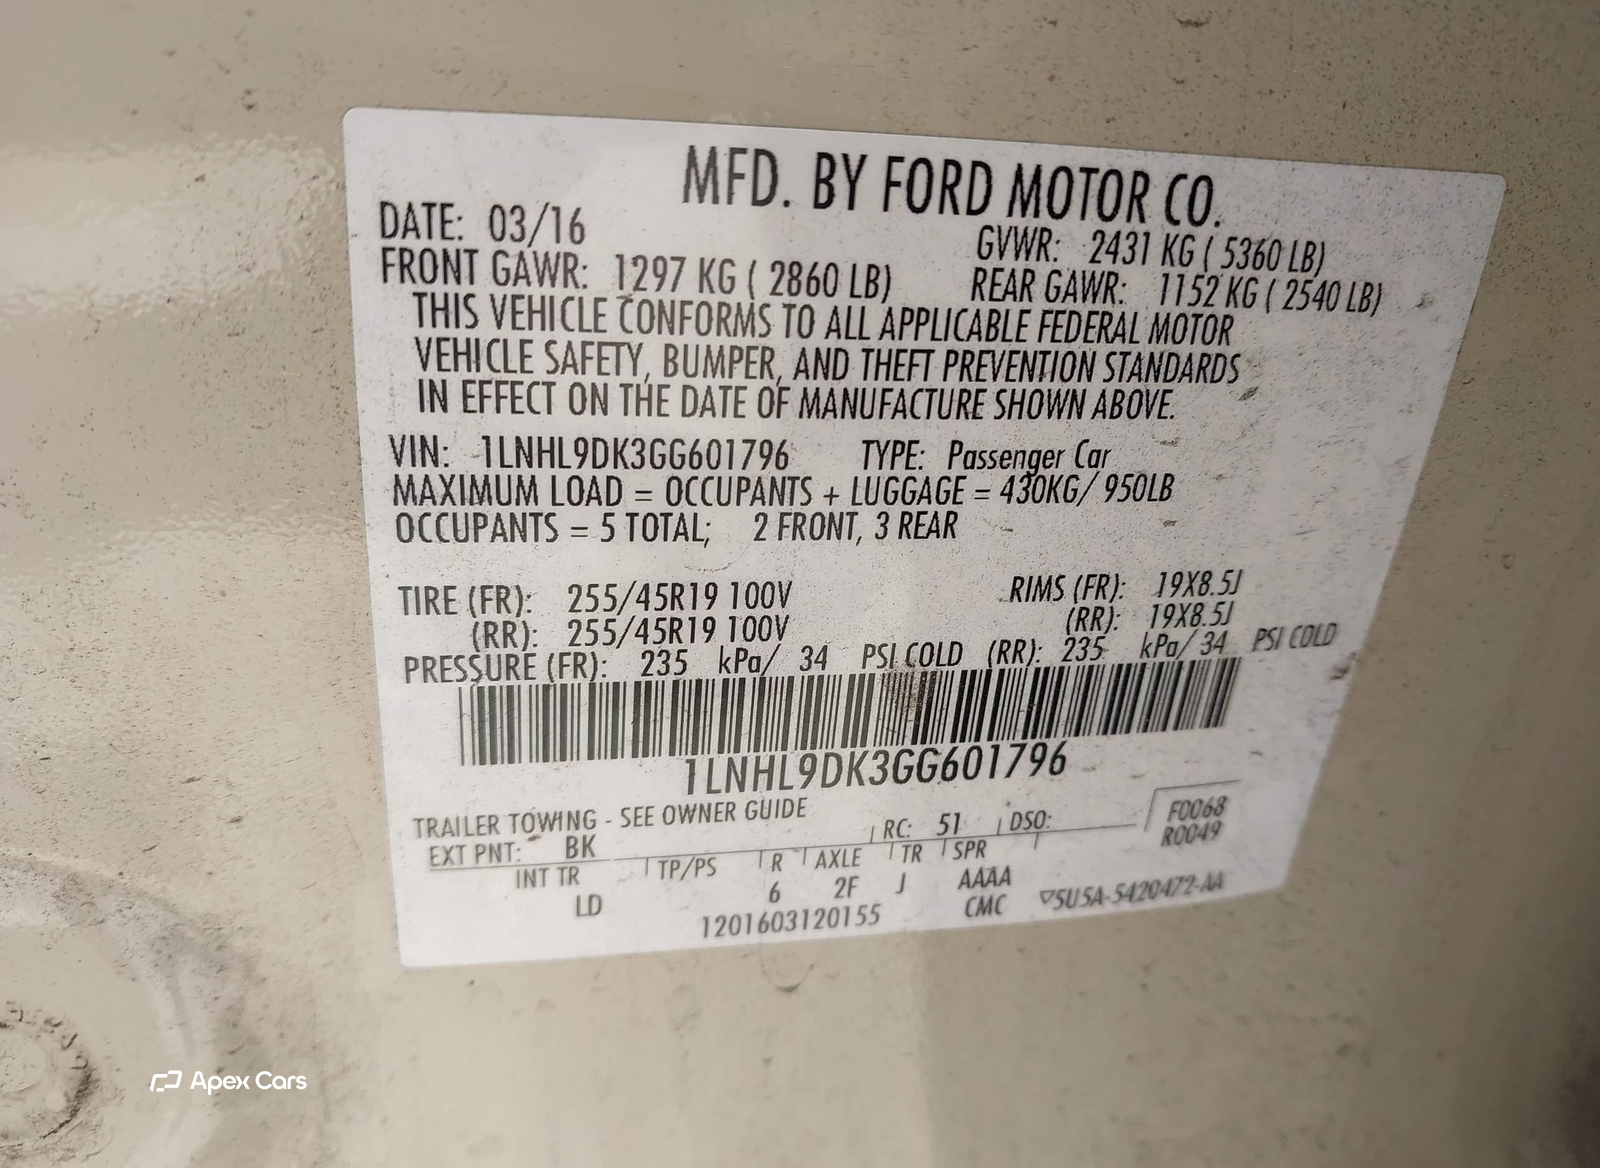 MFD. BY FORD MOTOR CO.
DATE: 03/16
GVWR: 2431 KG ( 5360 LB)
FRONT GAWR: 1297 KG ( 2860 LB) REAR GAWR: 1152 KG ( 2540 LB)
THIS VEHICLE CONFORMS TO ALL APPLICABLE FEDERAL MOTOR
VEHICLE SAFETY, BUMPER, AND THEFT PREVENTION STANDARDS
IN EFFECT ON THE DATE OF MANUFACTURE SHOWN ABOVE.
VIN: 1LNHL9DK3GG601796 TYPE: Passenger Car
MAXIMUM LOAD = OCCUPANTS + LUGGAGE = 430KG/ 950LB
OCCUPANTS = 5 TOTAL; 2 FRONT, 3 REAR
TIRE (FR): 255/45R19 100V RIMS (FR): 19X8.5J
(RR): 255/45R19 100V (RR): 19X8.5J
PRESSURE (FR): 235 kPa/ 34 PSI COLD (RR): 235 kPa/ 34 PSI COLD
1LNHL9DK3GG601796
TRAILER TOWING - SEE OWNER GUIDE
F0068
EXT PNT: BK RC: 51 DSO: R0049
INT TR TP/PS R AXLE TR SPR
LD 6 2F J AAAA
1201603120155 CMC ▽5U5A-5420472-AA
Apex Cars